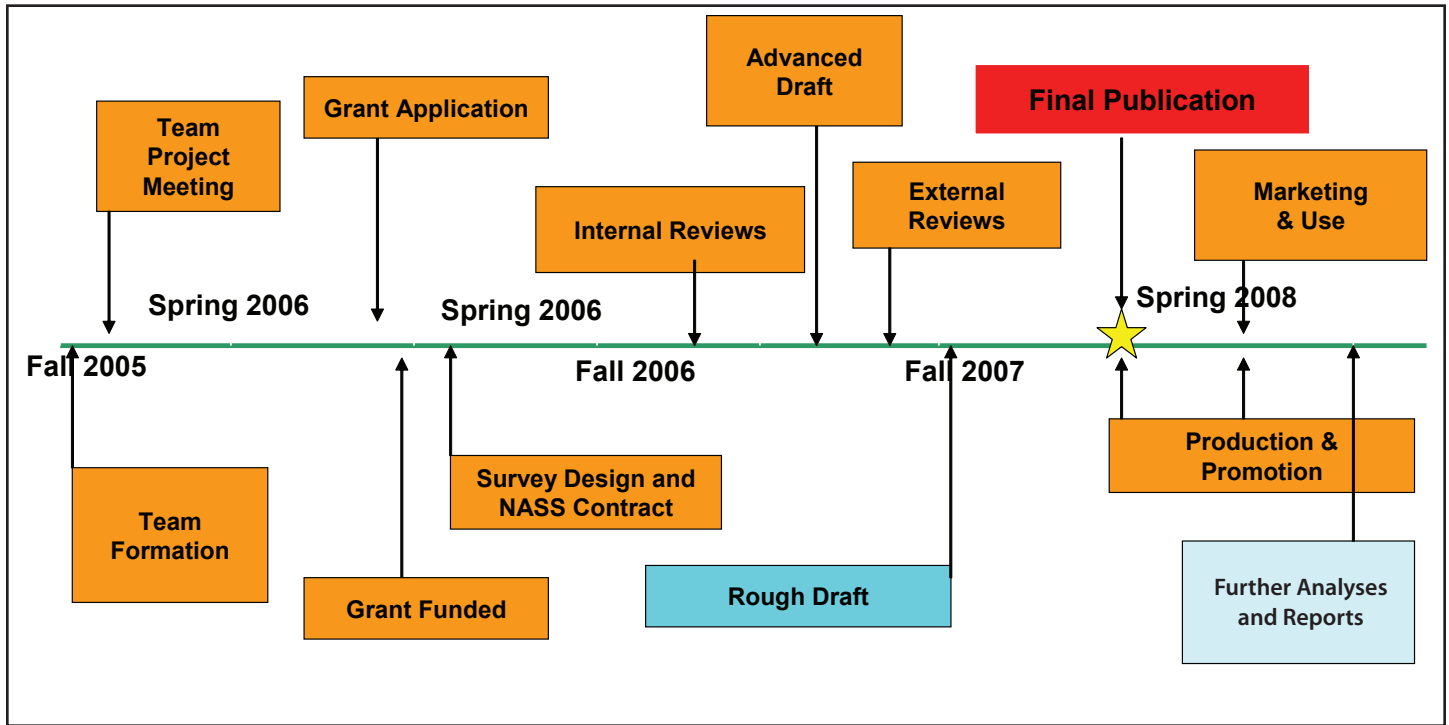 Advanced
Draft
Grant Application
Final Publication
Team
Project
Meeting
External
Reviews
Marketing
& Use
Internal Reviews
Spring 2006
Spring 2006
Spring 2008
Fall 2005
Fall 2006
Fall 2007
Production &
Promotion
Survey Design and
NASS Contract
Team
Formation
Rough Draft
Grant Funded
Further Analyses
and Reports